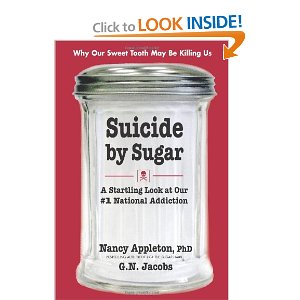 Click to LOOK INSIDE!
Why Our Sweet Tooth May Be Killing Us
Suicide
by Sugar
A Startling Look at Our
#1 National Addiction
Nancy Appleton, PhD
G.N. Jacobs